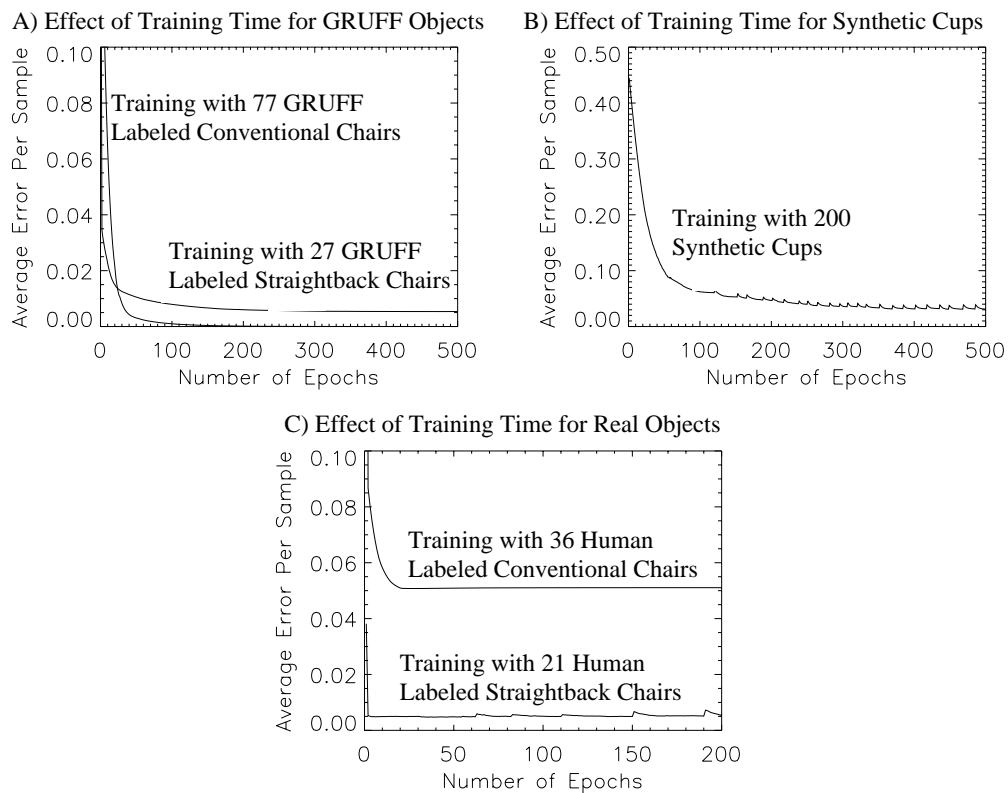 A) Effect of Training Time for GRUFF Objects
Average Error Per Sample
0.10
0.08
0.06
0.04
0.02
0.00
Training with 77 GRUFF
Labeled Conventional Chairs
Training with 27 GRUFF
Labeled Straightback Chairs
0 100 200 300 400 500
Number of Epochs
B) Effect of Training Time for Synthetic Cups
Average Error Per Sample
0.50
0.40
0.30
0.20
0.10
0.00
Training with 200
Synthetic Cups
0 100 200 300 400 500
Number of Epochs
C) Effect of Training Time for Real Objects
Average Error Per Sample
0.10
0.08
0.06
0.04
0.02
0.00
Training with 36 Human
Labeled Conventional Chairs
Training with 21 Human
Labeled Straightback Chairs
0 50 100 150 200
Number of Epochs